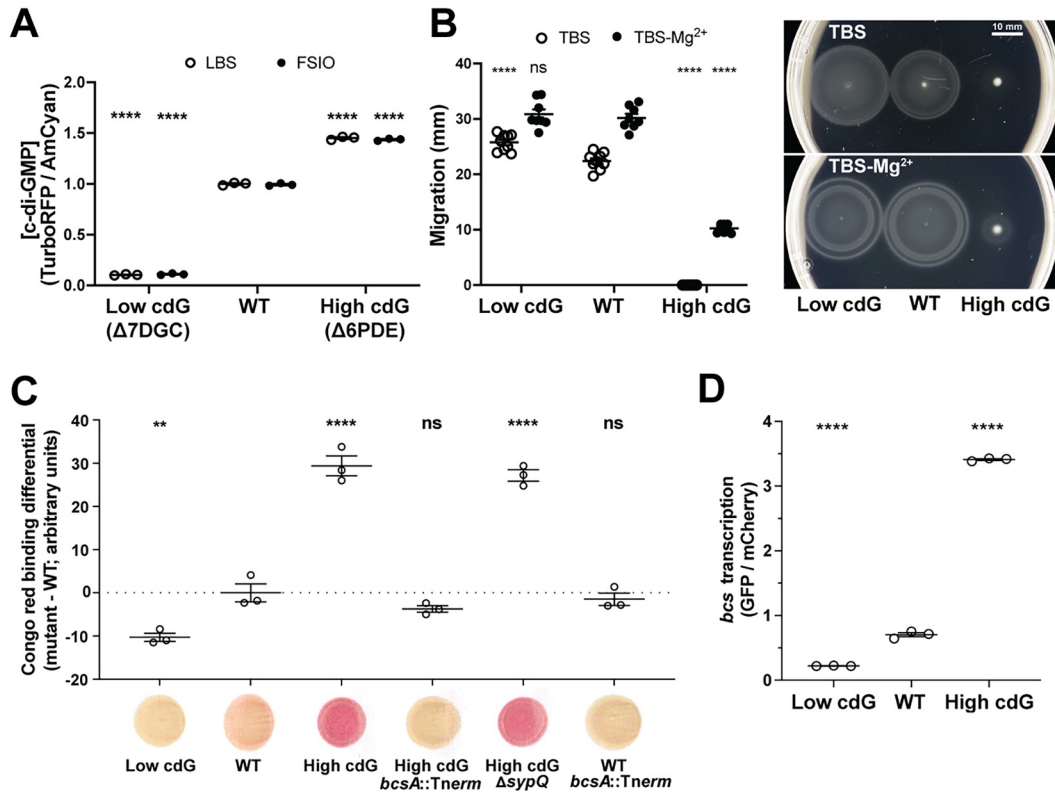 A
LBS FSIO
[c-di-GMP]
(TurboRFP / AmCyan)
2.0
1.5
1.0
0.5
0.0
**** ****
**** ****
Low cdG
(Δ7DGC)
WT
High cdG
(Δ6PDE)
B
TBS TBS-Mg²⁺
Migration (mm)
40
30
20
10
0
**** ns
**** ****
Low cdG WT High cdG
TBS
10 mm
TBS-Mg²⁺
Low cdG WT High cdG
C
Congo red binding differential
(mutant - WT; arbitrary units)
40
30
20
10
0
-10
-20
** **** ns **** ns
Low cdG
WT
High cdG
High cdG
bcsA::Tnerm
High cdG
ΔsypQ
WT
bcsA::Tnerm
D
bcs transcription
(GFP / mCherry)
4
3
2
1
0
**** ****
Low cdG WT High cdG